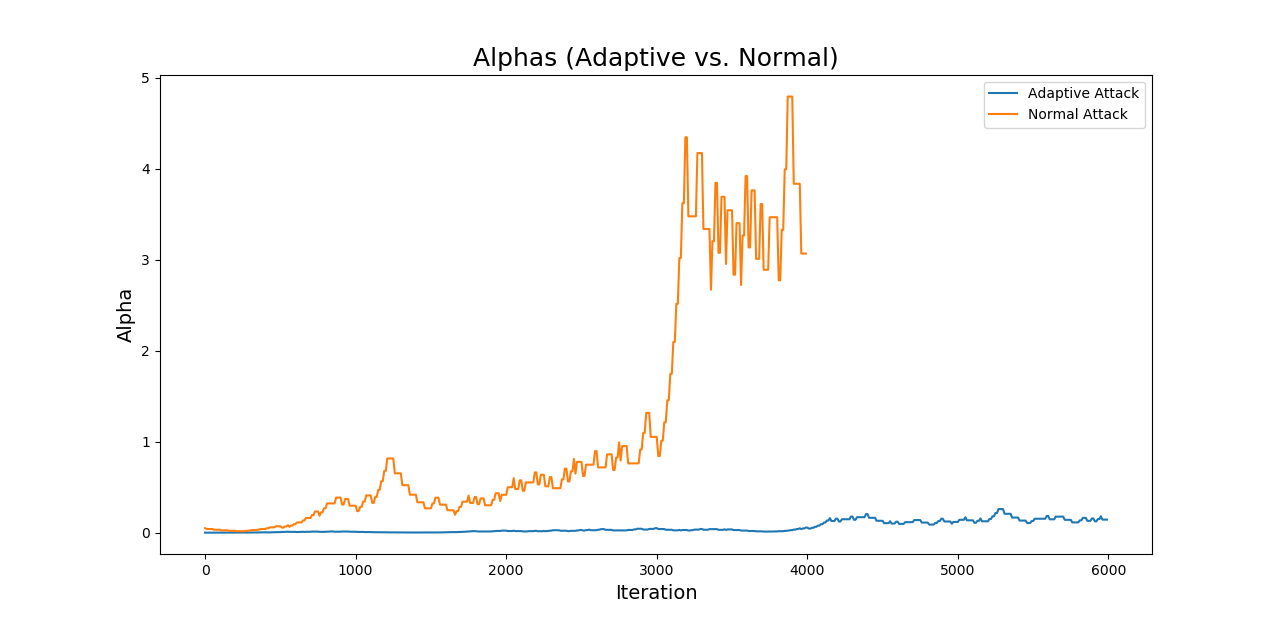 Alphas (Adaptive vs. Normal)
Adaptive Attack
Normal Attack
5
4
3
2
1
0
Alpha
0 1000 2000 3000 4000 5000 6000
Iteration